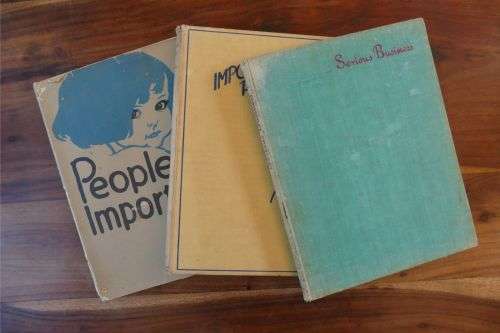 People
Import
IMPO
Serious Business